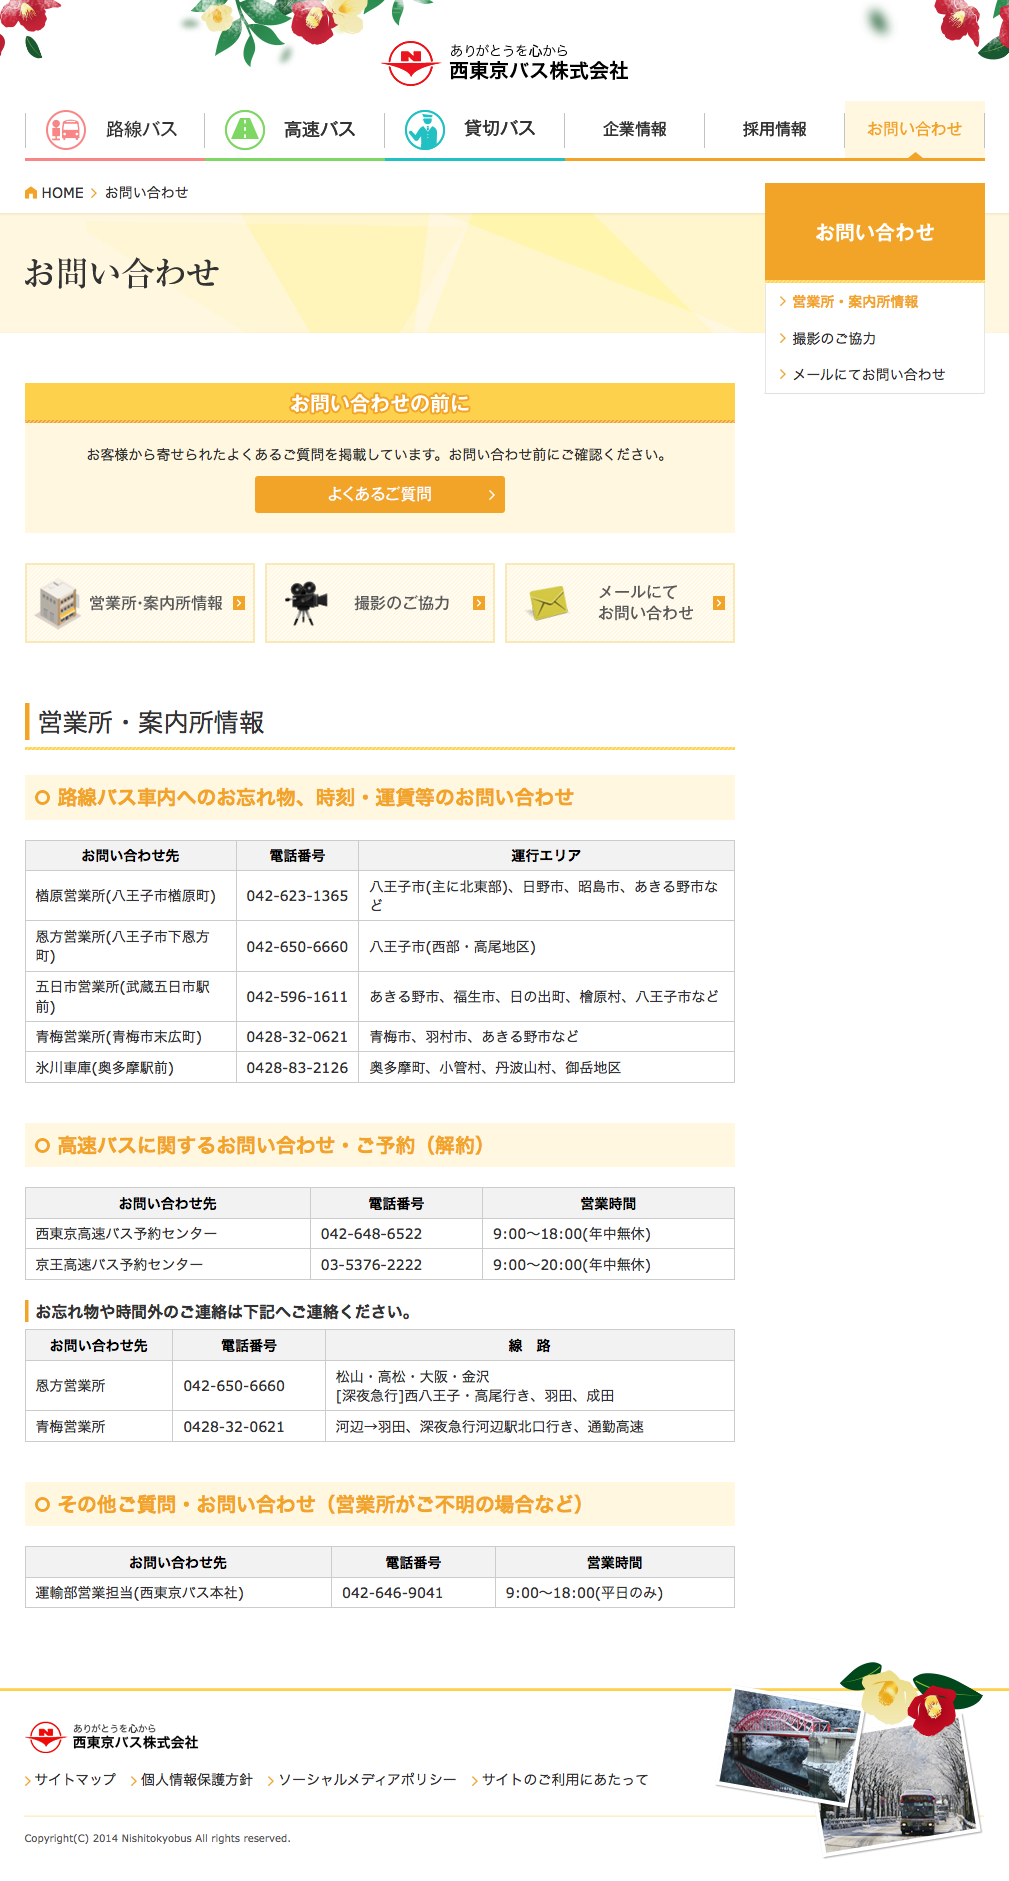 ありがとうを心から
西東京バス株式会社
路線バス
高速バス
貸切バス
企業情報
採用情報
お問い合わせ
HOME
お問い合わせ
お問い合わせ
お問い合わせ
営業所・案内所情報
撮影のご協力
メールにてお問い合わせ
お問い合わせの前に
お客様から寄せられたよくあるご質問を掲載しています。お問い合わせ前にご確認ください。
よくあるご質問
営業所・案内所情報
撮影のご協力
メールにて
お問い合わせ
営業所・案内所情報
路線バス車内へのお忘れ物、時刻・運賃等のお問い合わせ
お問い合わせ先 電話番号 運行エリア
楢原営業所(八王子市楢原町) 042-623-1365 八王子市(主に北東部)、日野市、昭島市、あきる野市な
ど
恩方営業所(八王子市下恩方
町) 042-650-6660 八王子市(西部・高尾地区)
五日市営業所(武蔵五日市駅
前) 042-596-1611 あきる野市、福生市、日の出町、檜原村、八王子市など
青梅営業所(青梅市末広町) 0428-32-0621 青梅市、羽村市、あきる野市など
氷川車庫(奥多摩駅前) 0428-83-2126 奥多摩町、小管村、丹波山村、御岳地区
高速バスに関するお問い合わせ・ご予約（解約）
お問い合わせ先 電話番号 営業時間
西東京高速バス予約センター 042-648-6522 9:00～18:00(年中無休)
京王高速バス予約センター 03-5376-2222 9:00～20:00(年中無休)
お忘れ物や時間外のご連絡は下記へご連絡ください。
お問い合わせ先 電話番号 線　路
恩方営業所 042-650-6660 松山・高松・大阪・金沢
[深夜急行]西八王子・高尾行き、羽田、成田
青梅営業所 0428-32-0621 河辺→羽田、深夜急行河辺駅北口行き、通勤高速
その他ご質問・お問い合わせ（営業所がご不明の場合など）
お問い合わせ先 電話番号 営業時間
運輸部営業担当(西東京バス本社) 042-646-9041 9:00～18:00(平日のみ)
ありがとうを心から
西東京バス株式会社
サイトマップ
個人情報保護方針
ソーシャルメディアポリシー
サイトのご利用にあたって
Copyright(C) 2014 Nishitokyobus All rights reserved.